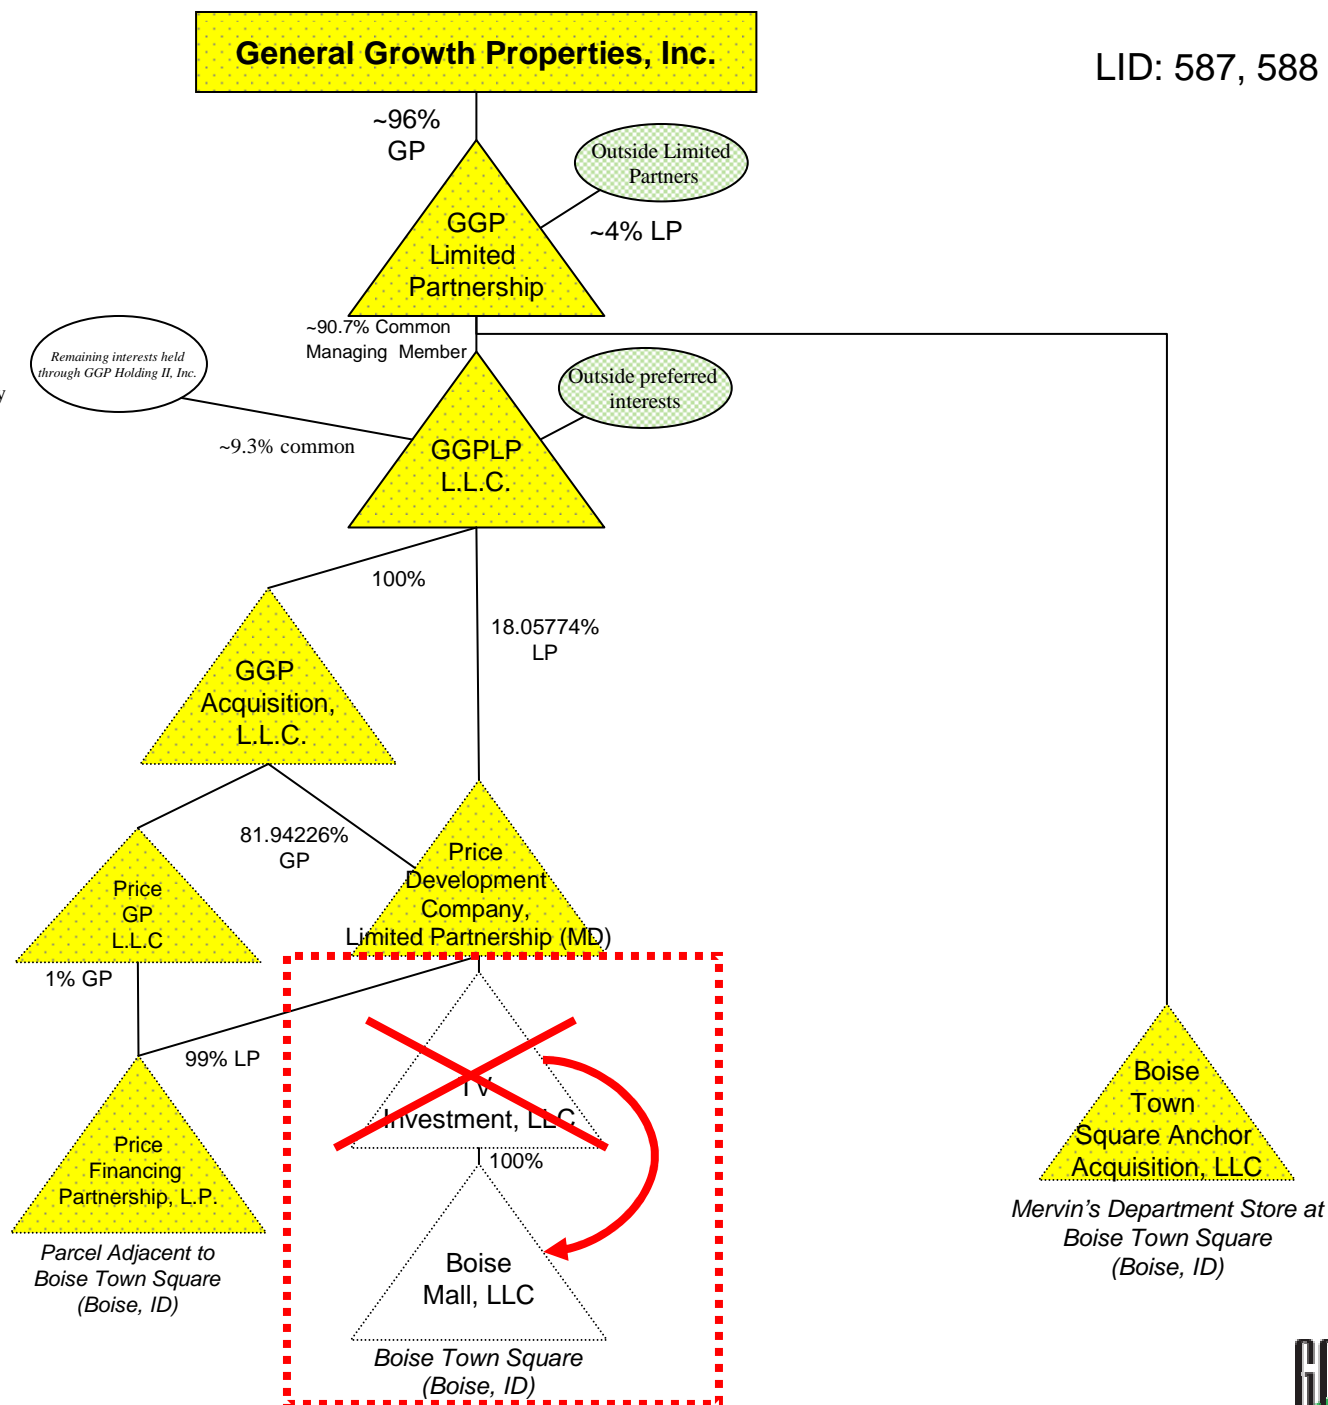 General Growth Properties, Inc.
LID: 587, 588
~96%
GP
Outside Limited
Partners
GGP
Limited
Partnership
~4% LP
~90.7% Common
Managing Member
Remaining interests held
through GGP Holding II, Inc.
y
Outside preferred
interests
~9.3% common
GGPLP
L.L.C.
100%
18.05774%
LP
GGP
Acquisition,
L.L.C.
81.94226%
GP
Price
Development
Company,
Limited Partnership (MD)
Price
GP
L.L.C
1% GP
99% LP
TV
Investment, LLC
100%
Price
Financing
Partnership, L.P.
Parcel Adjacent to
Boise Town Square
(Boise, ID)
Boise
Mall, LLC
Boise Town Square
(Boise, ID)
Boise
Town
Square Anchor
Acquisition, LLC
Mervin's Department Store at
Boise Town Square
(Boise, ID)